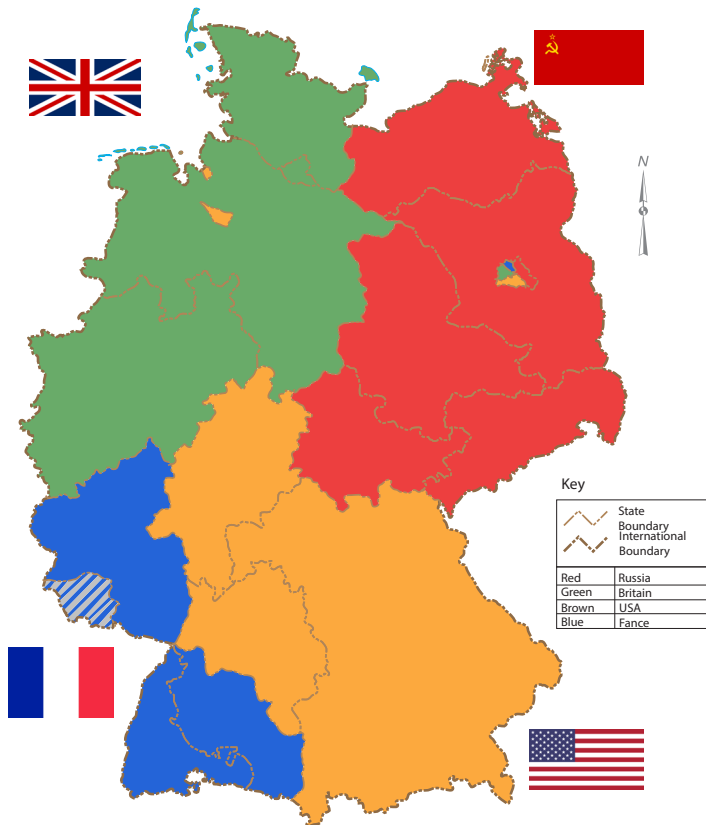 N
Key
State
Boundary
International
Boundary
Red Russia
Green Britain
Brown USA
Blue Fance